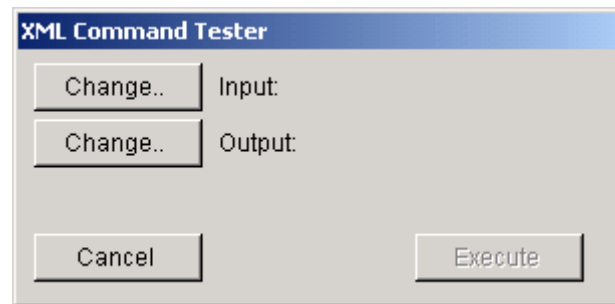 XML Command Tester
Change.. Input:
Change.. Output:
Cancel Execute